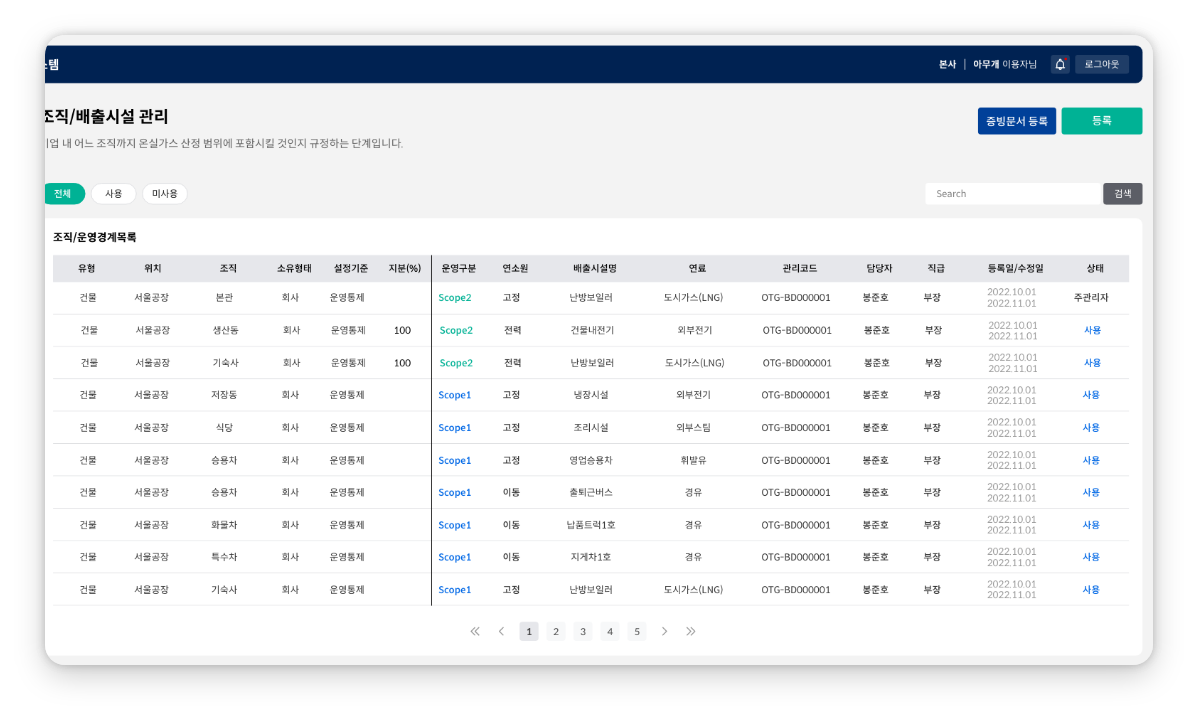 스템
본사 | 아무개 이용자님 로그아웃
조직/배출시설 관리
증빙문서 등록 등록
기업 내 어느 조직까지 온실가스 산정 범위에 포함시킬 것인지 규정하는 단계입니다.
전체 사용 미사용 Search 검색
조직/운영경계목록
유형 위치 조직 소유형태 설정기준 지분(%) 운영구분 연소원 배출시설명 연료 관리코드 담당자 직급 등록일/수정일 상태
건물 서울공장 본관 회사 운영통제 Scope2 고정 난방보일러 도시가스(LNG) OTG-BD000001 봉준호 부장 2022.10.01 2022.11.01 주관리자
건물 서울공장 생산동 회사 운영통제 100 Scope2 전력 건물내전기 외부전기 OTG-BD000001 봉준호 부장 2022.10.01 2022.11.01 사용
건물 서울공장 기숙사 회사 운영통제 100 Scope2 전력 난방보일러 도시가스(LNG) OTG-BD000001 봉준호 부장 2022.10.01 2022.11.01 사용
건물 서울공장 저장동 회사 운영통제 Scope1 고정 냉장시설 외부전기 OTG-BD000001 봉준호 부장 2022.10.01 2022.11.01 사용
건물 서울공장 식당 회사 운영통제 Scope1 고정 조리시설 외부스팀 OTG-BD000001 봉준호 부장 2022.10.01 2022.11.01 사용
건물 서울공장 승용차 회사 운영통제 Scope1 고정 영업승용차 휘발유 OTG-BD000001 봉준호 부장 2022.10.01 2022.11.01 사용
건물 서울공장 승용차 회사 운영통제 Scope1 이동 출퇴근버스 경유 OTG-BD000001 봉준호 부장 2022.10.01 2022.11.01 사용
건물 서울공장 화물차 회사 운영통제 Scope1 이동 납품트럭1호 경유 OTG-BD000001 봉준호 부장 2022.10.01 2022.11.01 사용
건물 서울공장 특수차 회사 운영통제 Scope1 이동 지게차1호 경유 OTG-BD000001 봉준호 부장 2022.10.01 2022.11.01 사용
건물 서울공장 기숙사 회사 운영통제 Scope1 고정 난방보일러 도시가스(LNG) OTG-BD000001 봉준호 부장 2022.10.01 2022.11.01 사용
1 2 3 4 5